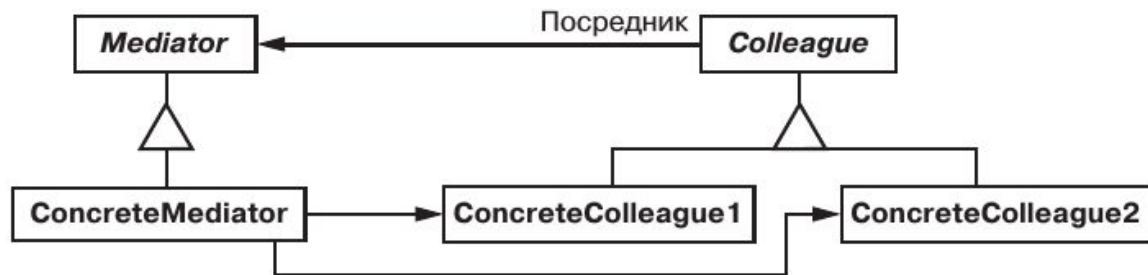 Посредник
Mediator
Colleague
ConcreteMediator
ConcreteColleague1
ConcreteColleague2